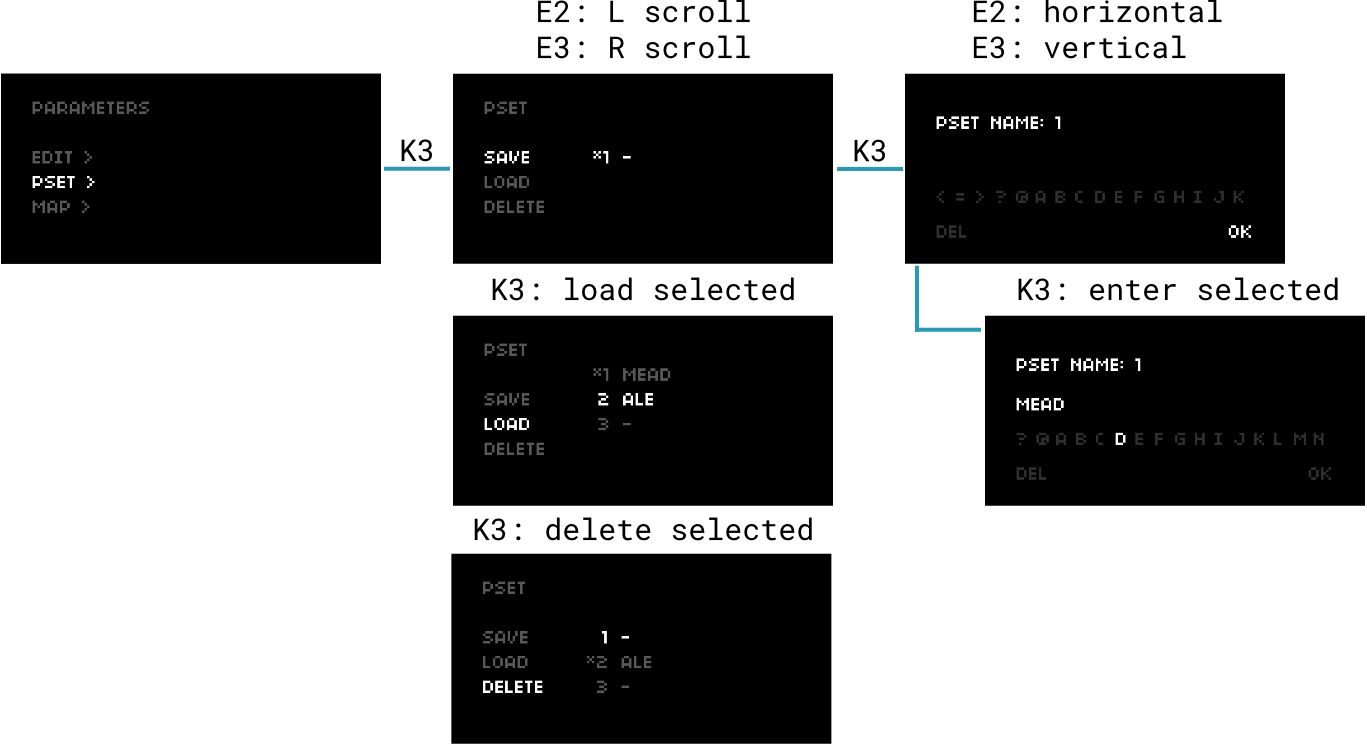 E2: L scroll
E3: R scroll
E2: horizontal
E3: vertical
PARAMETERS
EDIT >
PSET >
MAP >
K3
PSET
SAVE *1 -
LOAD
DELETE
K3
PSET NAME: 1
< = > ? @ A B C D E F G H I J K
DEL OK
K3: load selected
PSET
*1 MEAD
SAVE 2 ALE
LOAD 3 -
DELETE
K3: enter selected
PSET NAME: 1
MEAD
? @ A B C D E F G H I J K L M N
DEL OK
K3: delete selected
PSET
SAVE 1 -
LOAD *2 ALE
DELETE 3 -